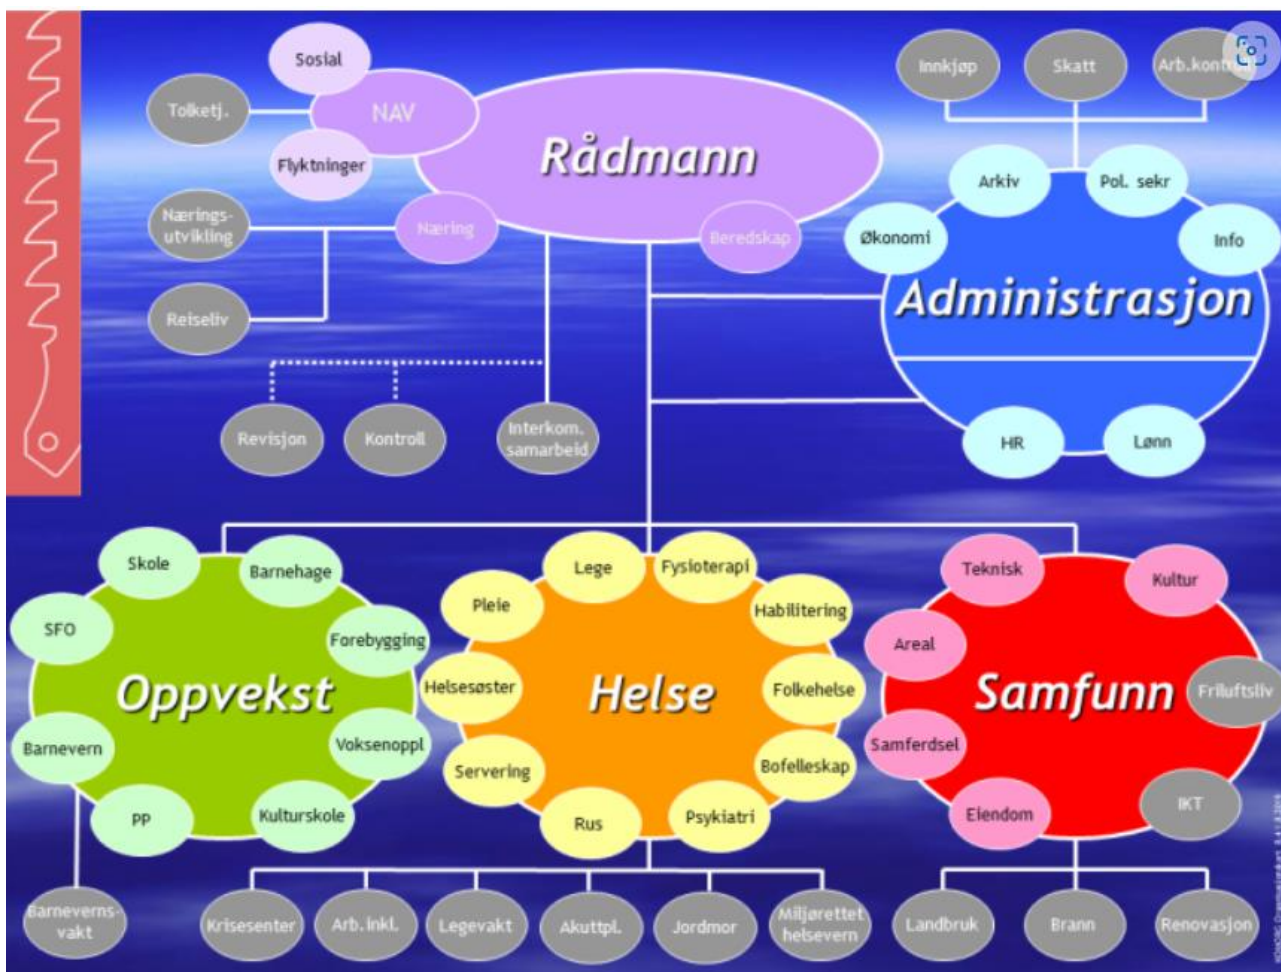 Sosial
Innkjøp
Skatt
Tolketj.
NAV
Rådmann
Flyktninger
Arkiv
Pol. sekr
Nærings-
utvikling
Næring
Beredskap
Økonomi
Info
Administrasjon
Reiseliv
Revisjon
Kontroll
Interkom.
samarbeid
HR
Lønn
Skole
Barnehage
SFO
Forebygging
Oppvekst
Barnevern
Voksenoppl
PP
Kulturskole
Lege
Fysioterapi
Pleie
Habilitering
Helsesøster
Helse
Folkehelse
Servering
Bofelleskap
Rus
Psykiatri
Teknisk
Kultur
Areal
Samfunn
Friluftsliv
Samferdsel
Eiendom
IKT
Barneverns-
vakt
Krisesenter
Arb.inkl.
Legevakt
Akuttpl.
Jordmor
Miljørettet
helsevern
Landbruk
Brann
Renovasjon